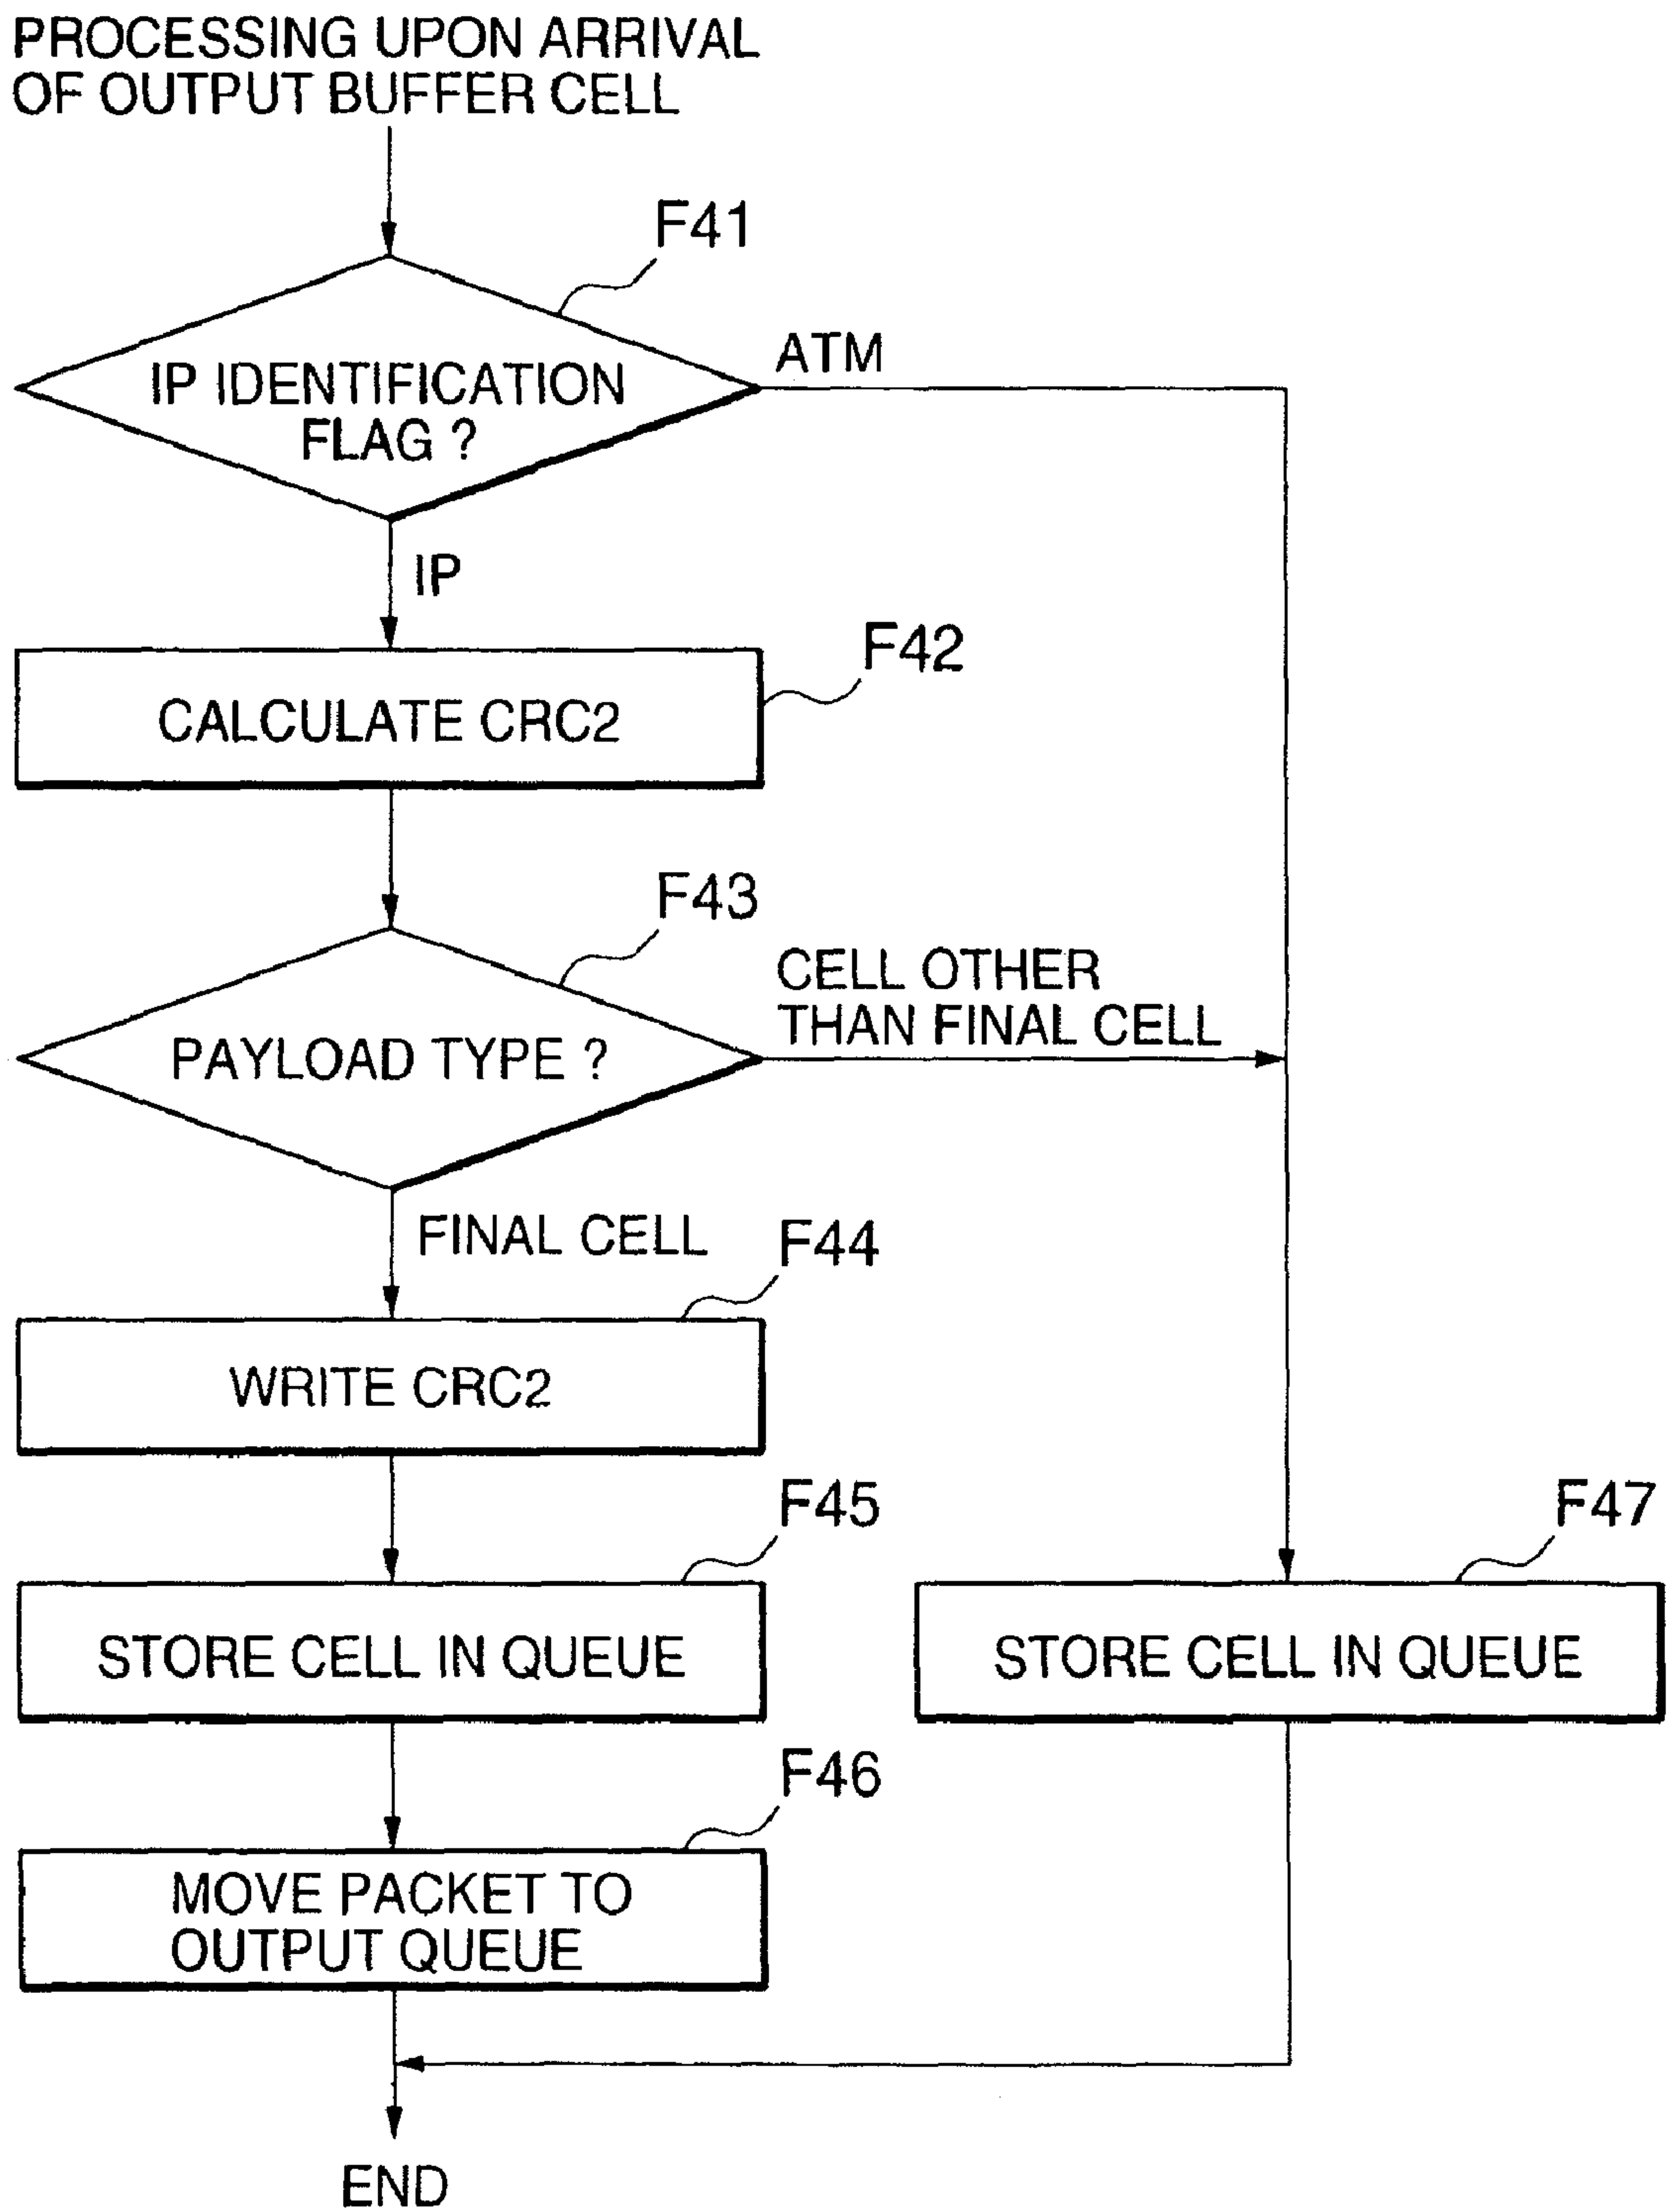 PROCESSING UPON ARRIVAL
OF OUTPUT BUFFER CELL
F41
IP IDENTIFICATION
FLAG ?
ATM
IP
F42
CALCULATE CRC2
F43
PAYLOAD TYPE ?
CELL OTHER
THAN FINAL CELL
FINAL CELL
F44
WRITE CRC2
F45
STORE CELL IN QUEUE
F47
STORE CELL IN QUEUE
F46
MOVE PACKET TO
OUTPUT QUEUE
END